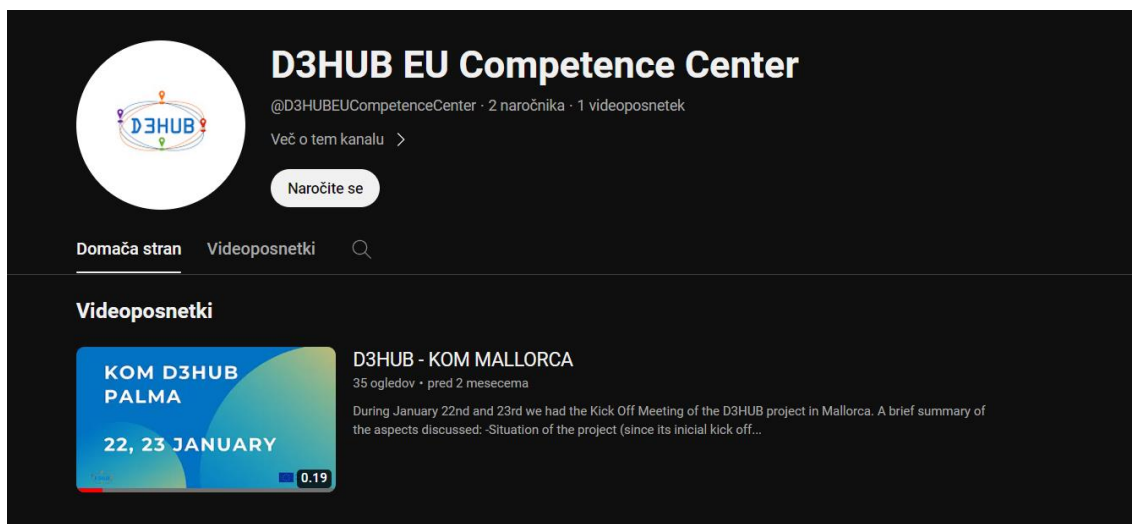 D3HUB EU Competence Center
@D3HUBEUCompetenceCenter · 2 naročnika · 1 videoposnetek
Več o tem kanalu
D3HUB
Naročite se
Domača stran Videoposnetki
Videoposnetki
KOM D3HUB
PALMA
22, 23 JANUARY
0.19
D3HUB - KOM MALLORCA
35 ogledov • pred 2 mesecema
During January 22nd and 23rd we had the Kick Off Meeting of the D3HUB project in Mallorca. A brief summary of
the aspects discussed: -Situation of the project (since its inicial kick off...